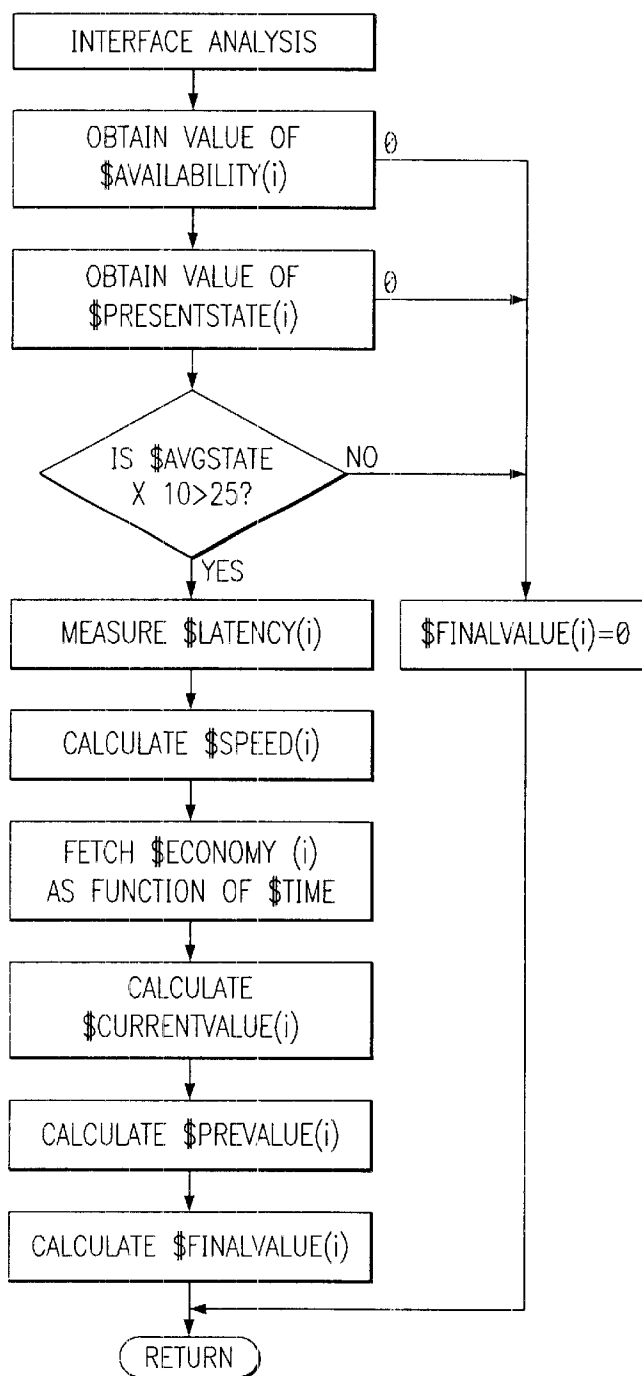 INTERFACE ANALYSIS
OBTAIN VALUE OF
$AVAILABILITY(i)
0
OBTAIN VALUE OF
$PRESENTSTATE(i)
0
IS $AVGSTATE
X 10>25?
NO
YES
MEASURE $LATENCY(i)
$FINALVALUE(i)=0
CALCULATE $SPEED(i)
FETCH $ECONOMY (i)
AS FUNCTION OF $TIME
CALCULATE
$CURRENTVALUE(i)
CALCULATE $PREVALUE(i)
CALCULATE $FINALVALUE(i)
RETURN